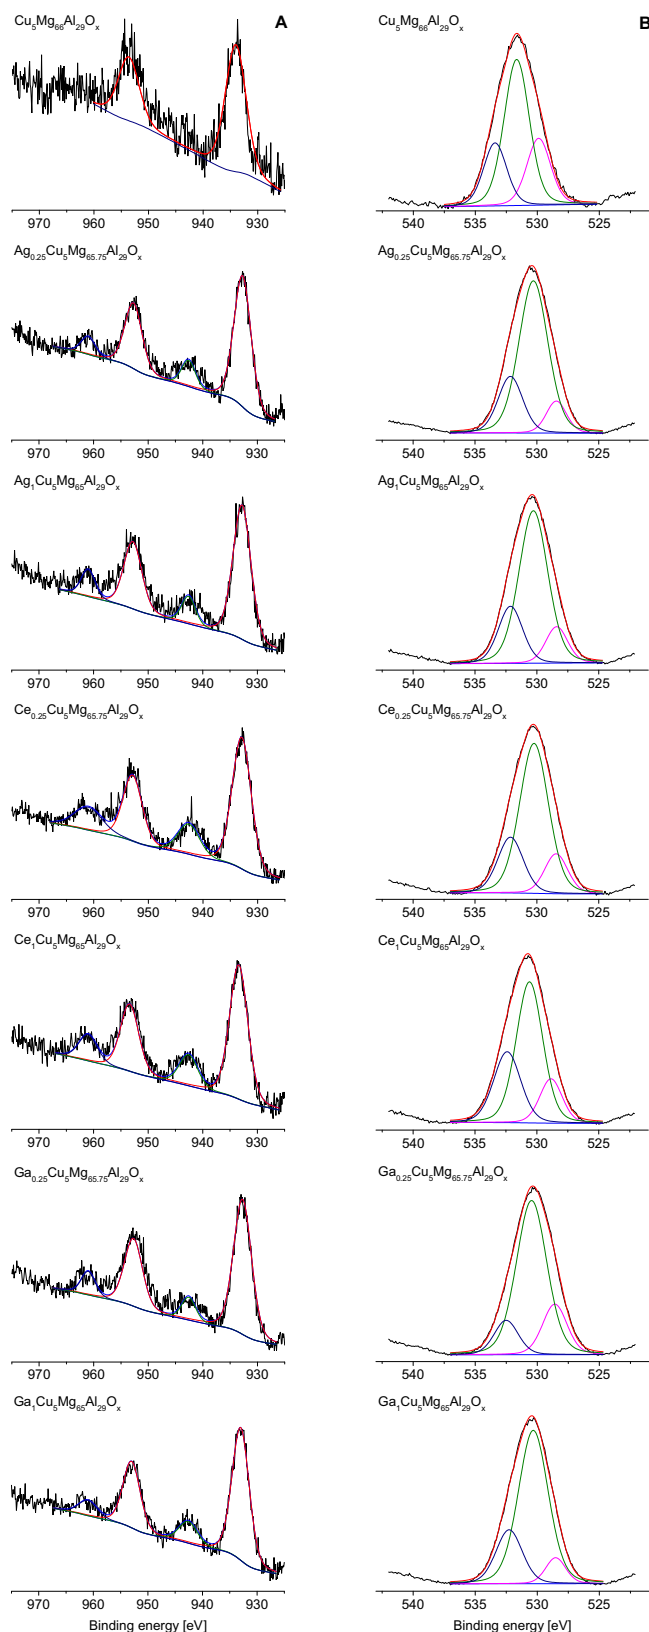 Cu5Mg66Al29Ox A Cu5Mg66Al29Ox B
970 960 950 940 930 540 535 530 525
Ag0.25Cu5Mg65.75Al29Ox Ag0.25Cu5Mg65.75Al29Ox
970 960 950 940 930 540 535 530 525
Ag1Cu5Mg65Al29Ox Ag1Cu5Mg65Al29Ox
970 960 950 940 930 540 535 530 525
Ce0.25Cu5Mg65.75Al29Ox Ce0.25Cu5Mg65.75Al29Ox
970 960 950 940 930 540 535 530 525
Ce1Cu5Mg65Al29Ox Ce1Cu5Mg65Al29Ox
970 960 950 940 930 540 535 530 525
Ga0.25Cu5Mg65.75Al29Ox Ga0.25Cu5Mg65.75Al29Ox
970 960 950 940 930 540 535 530 525
Ga1Cu5Mg65Al29Ox Ga1Cu5Mg65Al29Ox
970 960 950 940 930 540 535 530 525
Binding energy [eV] Binding energy [eV]